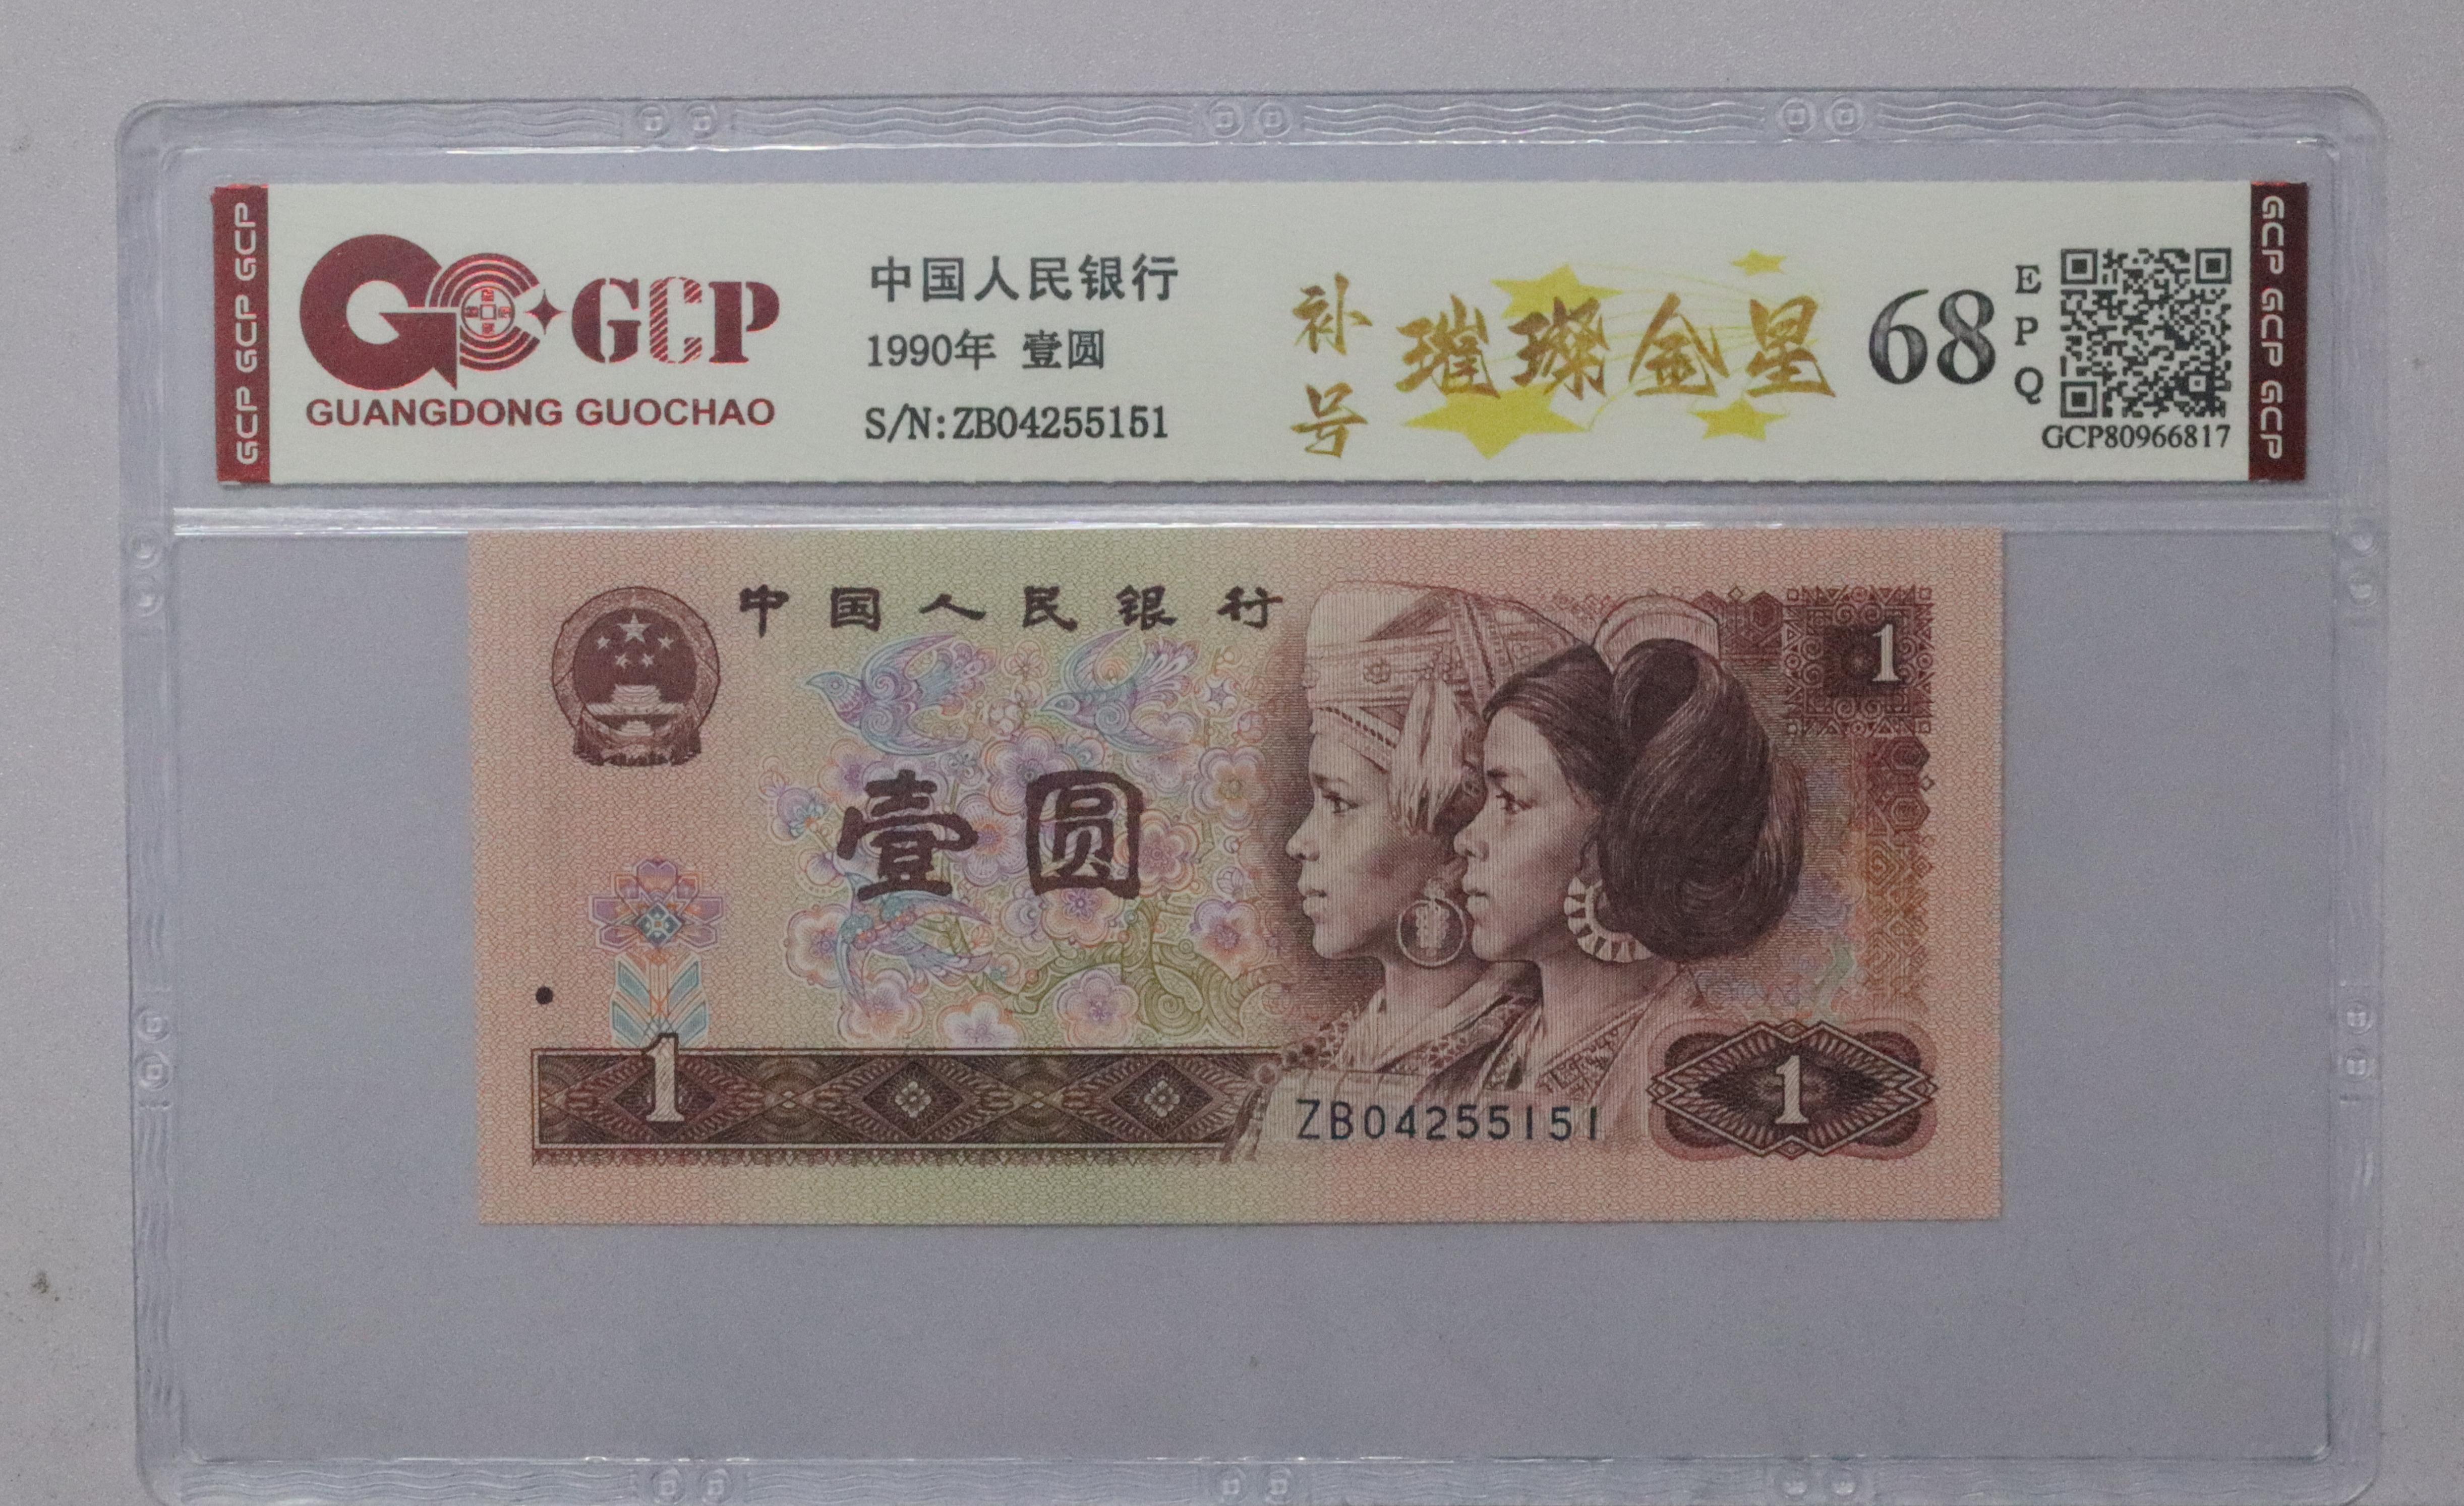 GCP GCP GCP
GCP
GUANGDONG GUOCHAO
中国人民银行
1990年 壹圆
S/N:ZB04255151
补号
璀璨金星
68
EPQ
GCP80966817
GCP GCP GCP
中国人民银行
1
壹圆
1
ZB04255151
1